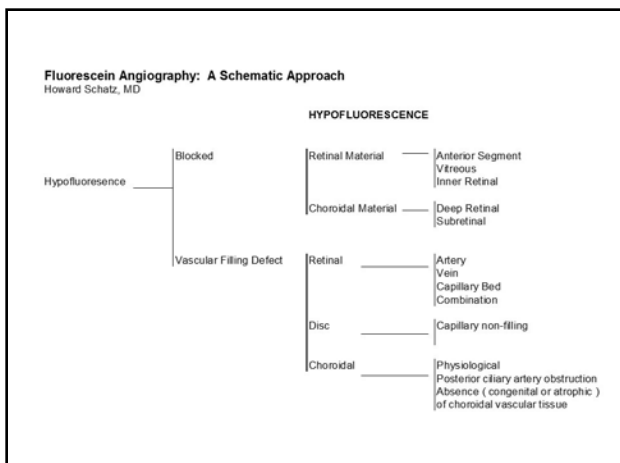 Fluorescein Angiography: A Schematic Approach
Howard Schatz, MD
HYPOFLUORESCENCE
Hypofluoresence
Blocked
Retinal Material
Anterior Segment
Vitreous
Inner Retinal
Choroidal Material
Deep Retinal
Subretinal
Vascular Filling Defect
Retinal
Artery
Vein
Capillary Bed
Combination
Disc
Capillary non-filling
Choroidal
Physiological
Posterior ciliary artery obstruction
Absence ( congenital or atrophic )
of choroidal vascular tissue